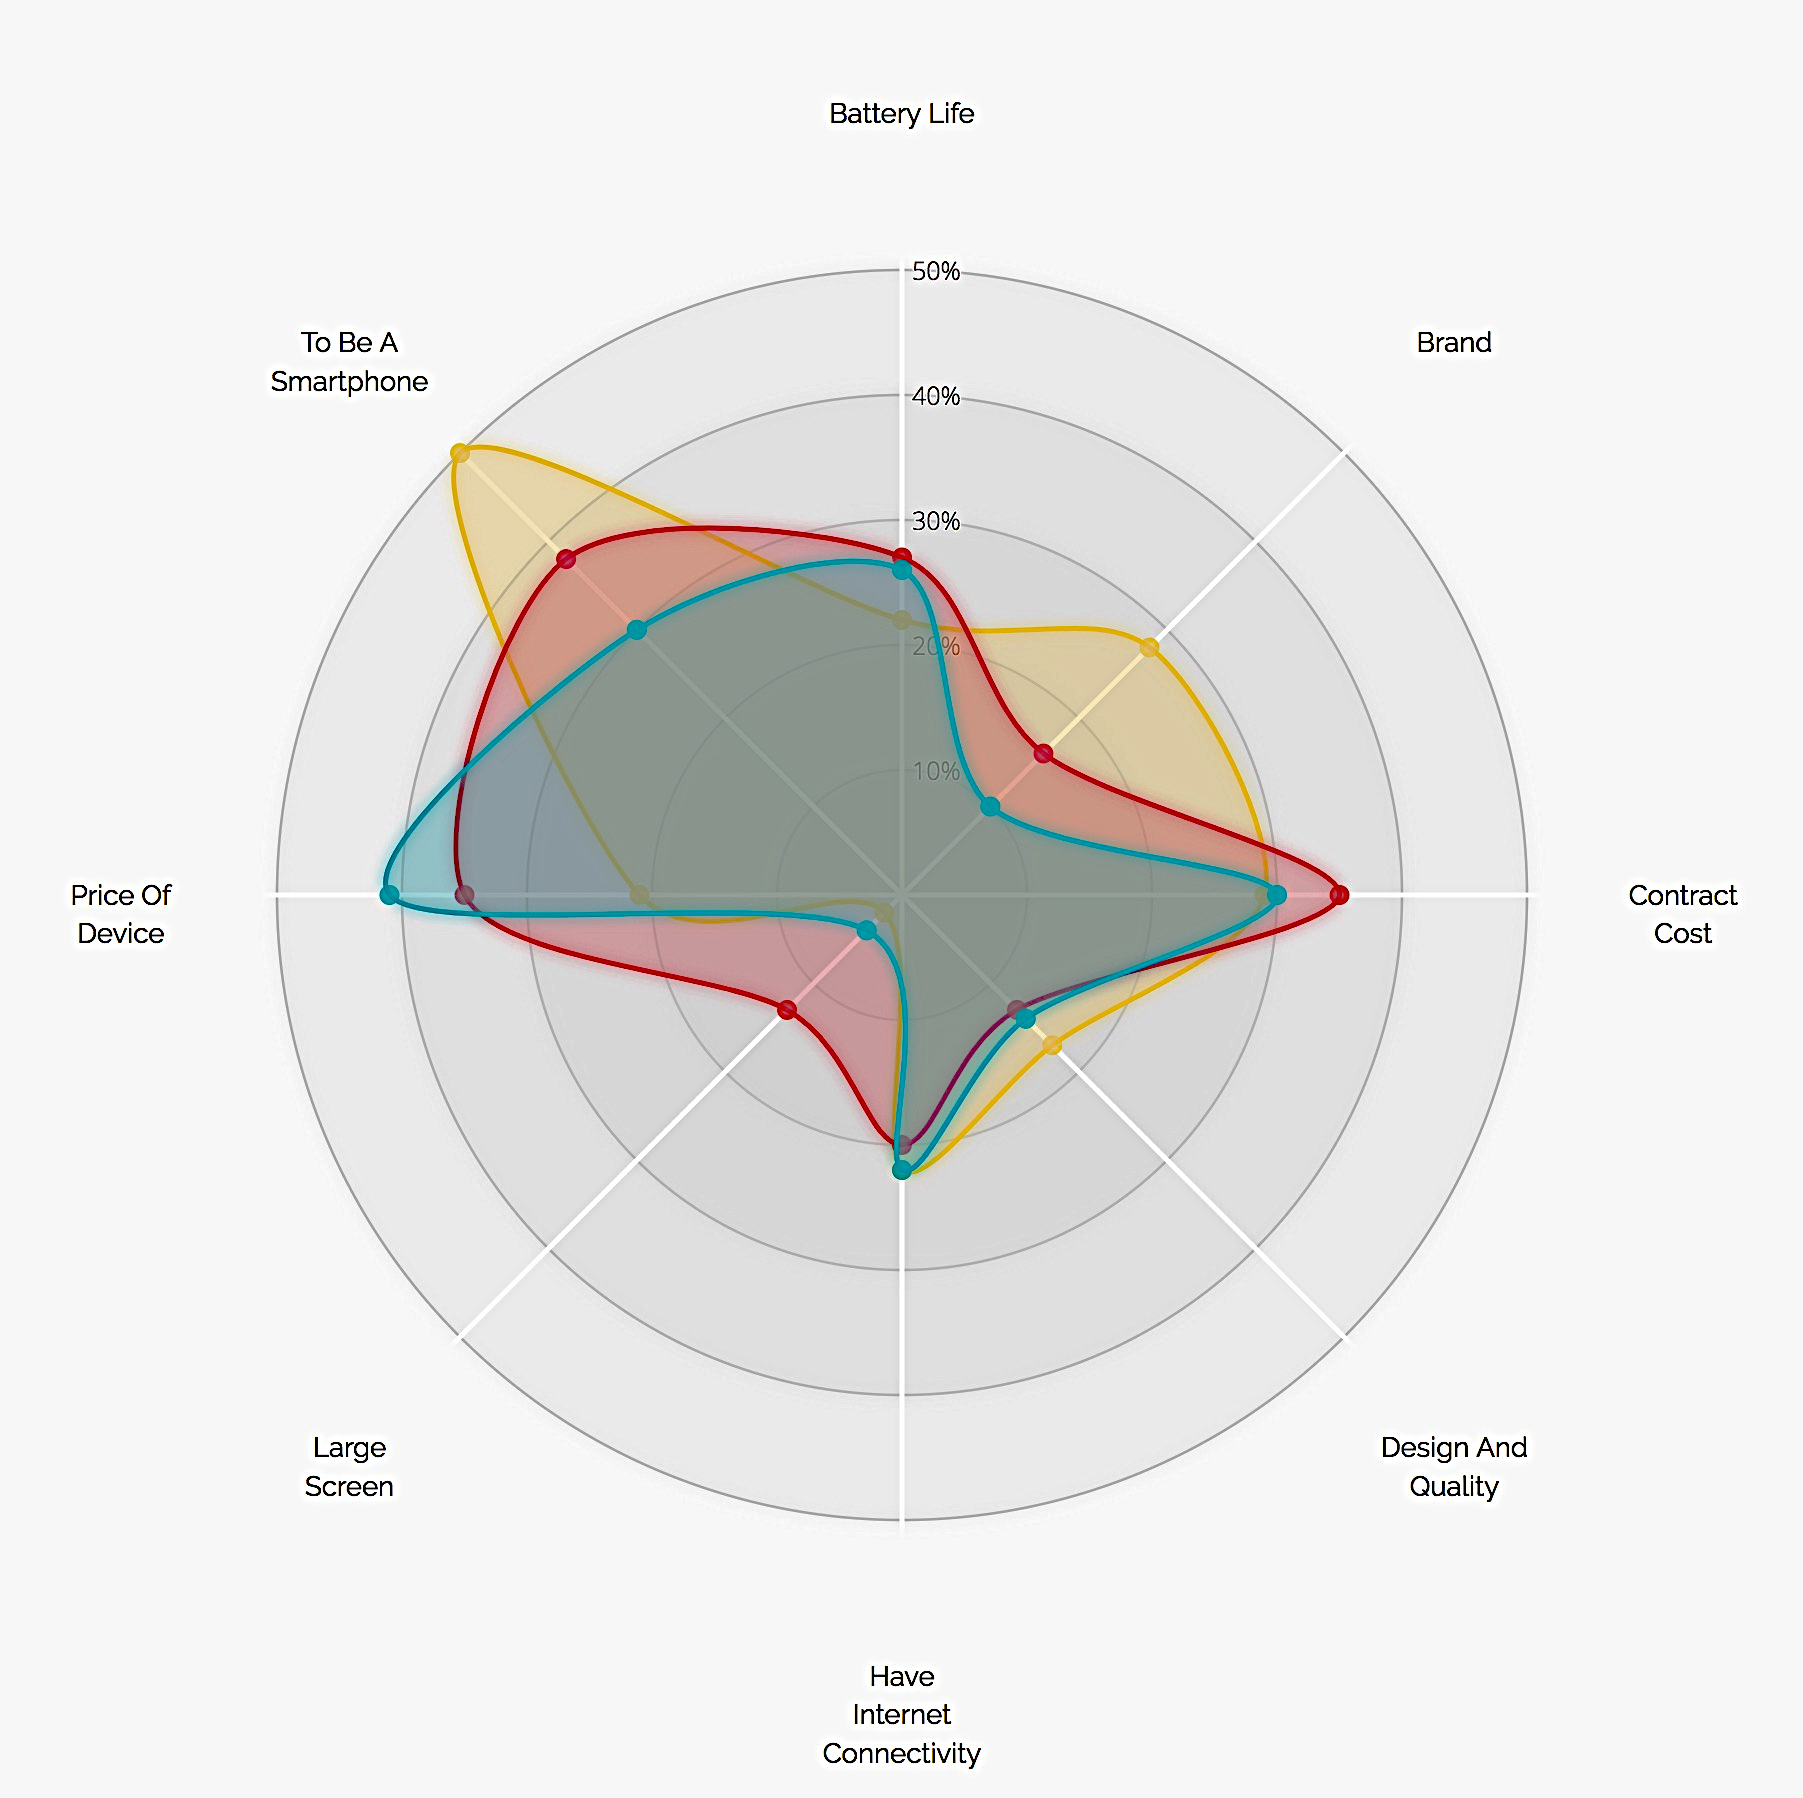 Battery Life
50%
To Be A
Smartphone
Brand
40%
30%
20%
10%
Price Of
Device
Contract
Cost
Large
Screen
Design And
Quality
Have
Internet
Connectivity